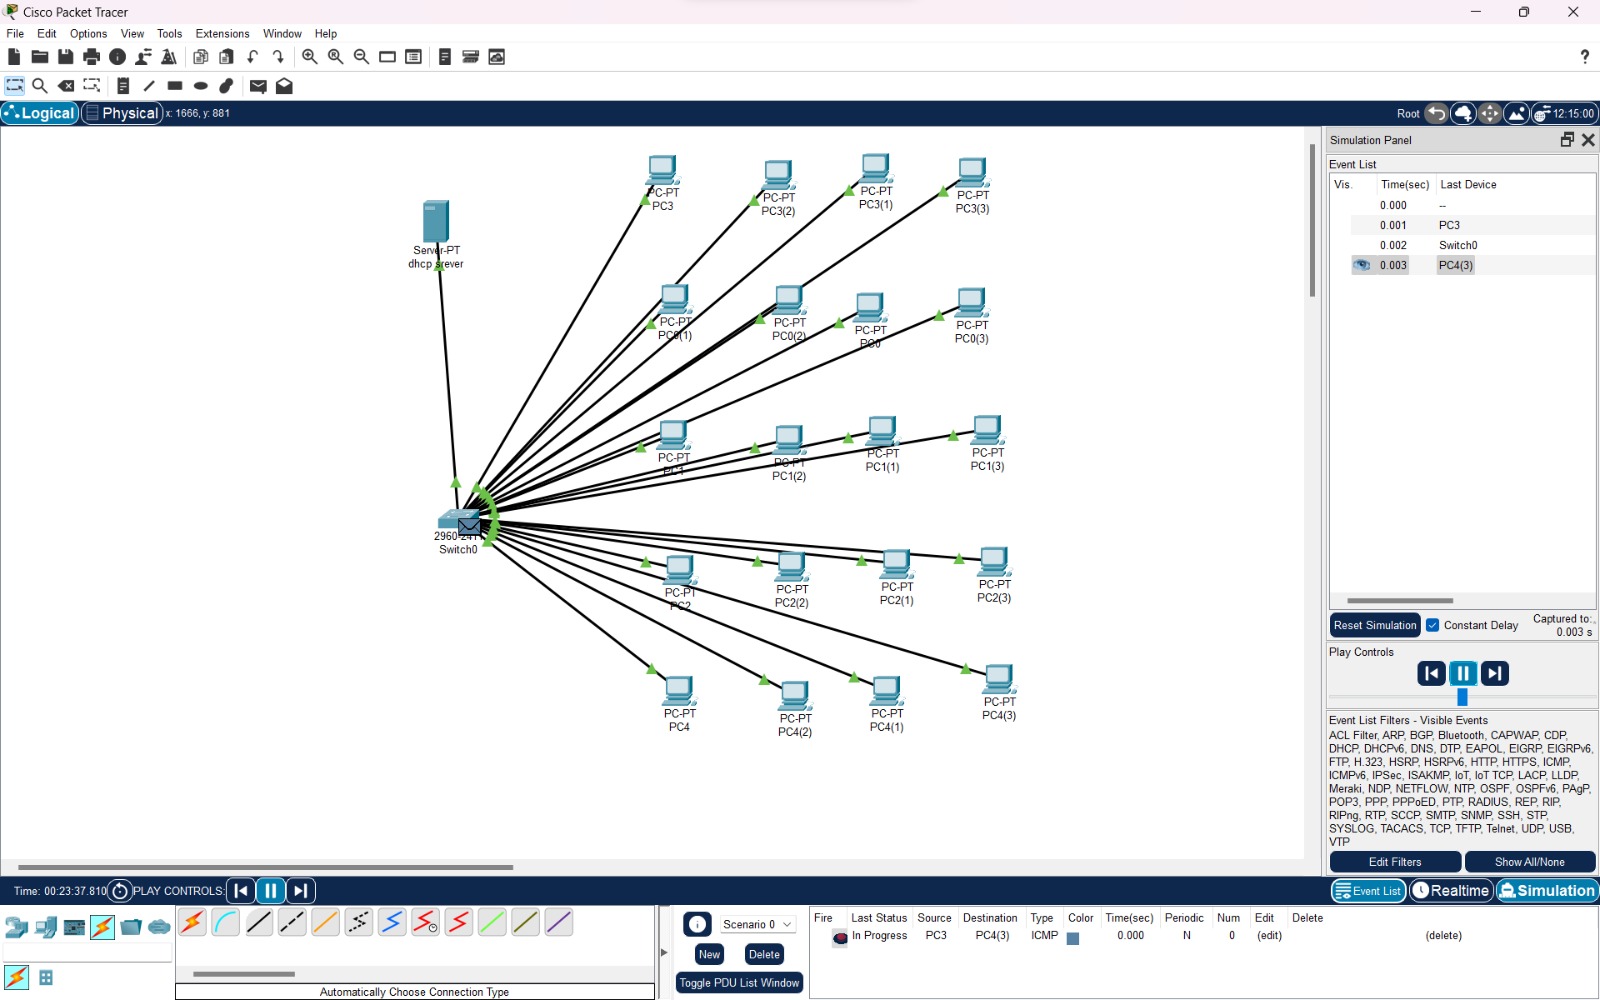 Cisco Packet Tracer
File Edit Options View Tools Extensions Window Help
?
Logical Physical x: 1666, y: 881 Root 12:15:00
PC-PT
PC3
PC-PT
PC3(2)
PC-PT
PC3(1)
PC-PT
PC3(3)
Server-PT
dhcp srever
PC-PT
PC0(1)
PC-PT
PC0(2)
PC-PT
PC0
PC-PT
PC0(3)
PC-PT
PC1
PC-PT
PC1(2)
PC-PT
PC1(1)
PC-PT
PC1(3)
2960-24TT
Switch0
PC-PT
PC2
PC-PT
PC2(2)
PC-PT
PC2(1)
PC-PT
PC2(3)
PC-PT
PC4
PC-PT
PC4(2)
PC-PT
PC4(1)
PC-PT
PC4(3)
Simulation Panel
Event List
Vis. Time(sec) Last Device
0.000 --
0.001 PC3
0.002 Switch0
0.003 PC4(3)
Reset Simulation Constant Delay Captured to:
0.003 s
Play Controls
Event List Filters - Visible Events
ACL Filter, ARP, BGP, Bluetooth, CAPWAP, CDP,
DHCP, DHCPv6, DNS, DTP, EAPOL, EIGRP, EIGRPv6,
FTP, H.323, HSRP, HSRPv6, HTTP, HTTPS, ICMP,
ICMPv6, IPSec, ISAKMP, IoT, IoT TCP, LACP, LLDP,
Meraki, NDP, NETFLOW, NTP, OSPF, OSPFv6, PAgP,
POP3, PPP, PPPoED, PTP, RADIUS, REP, RIP,
RIPng, RTP, SCCP, SMTP, SNMP, SSH, STP,
SYSLOG, TACACS, TCP, TFTP, Telnet, UDP, USB,
VTP
Edit Filters Show All/None
Time: 00:23:37.810 PLAY CONTROLS: Event List Realtime Simulation
Automatically Choose Connection Type
Scenario 0
New Delete
Toggle PDU List Window
Fire Last Status Source Destination Type Color Time(sec) Periodic Num Edit Delete
In Progress PC3 PC4(3) ICMP 0.000 N 0 (edit) (delete)